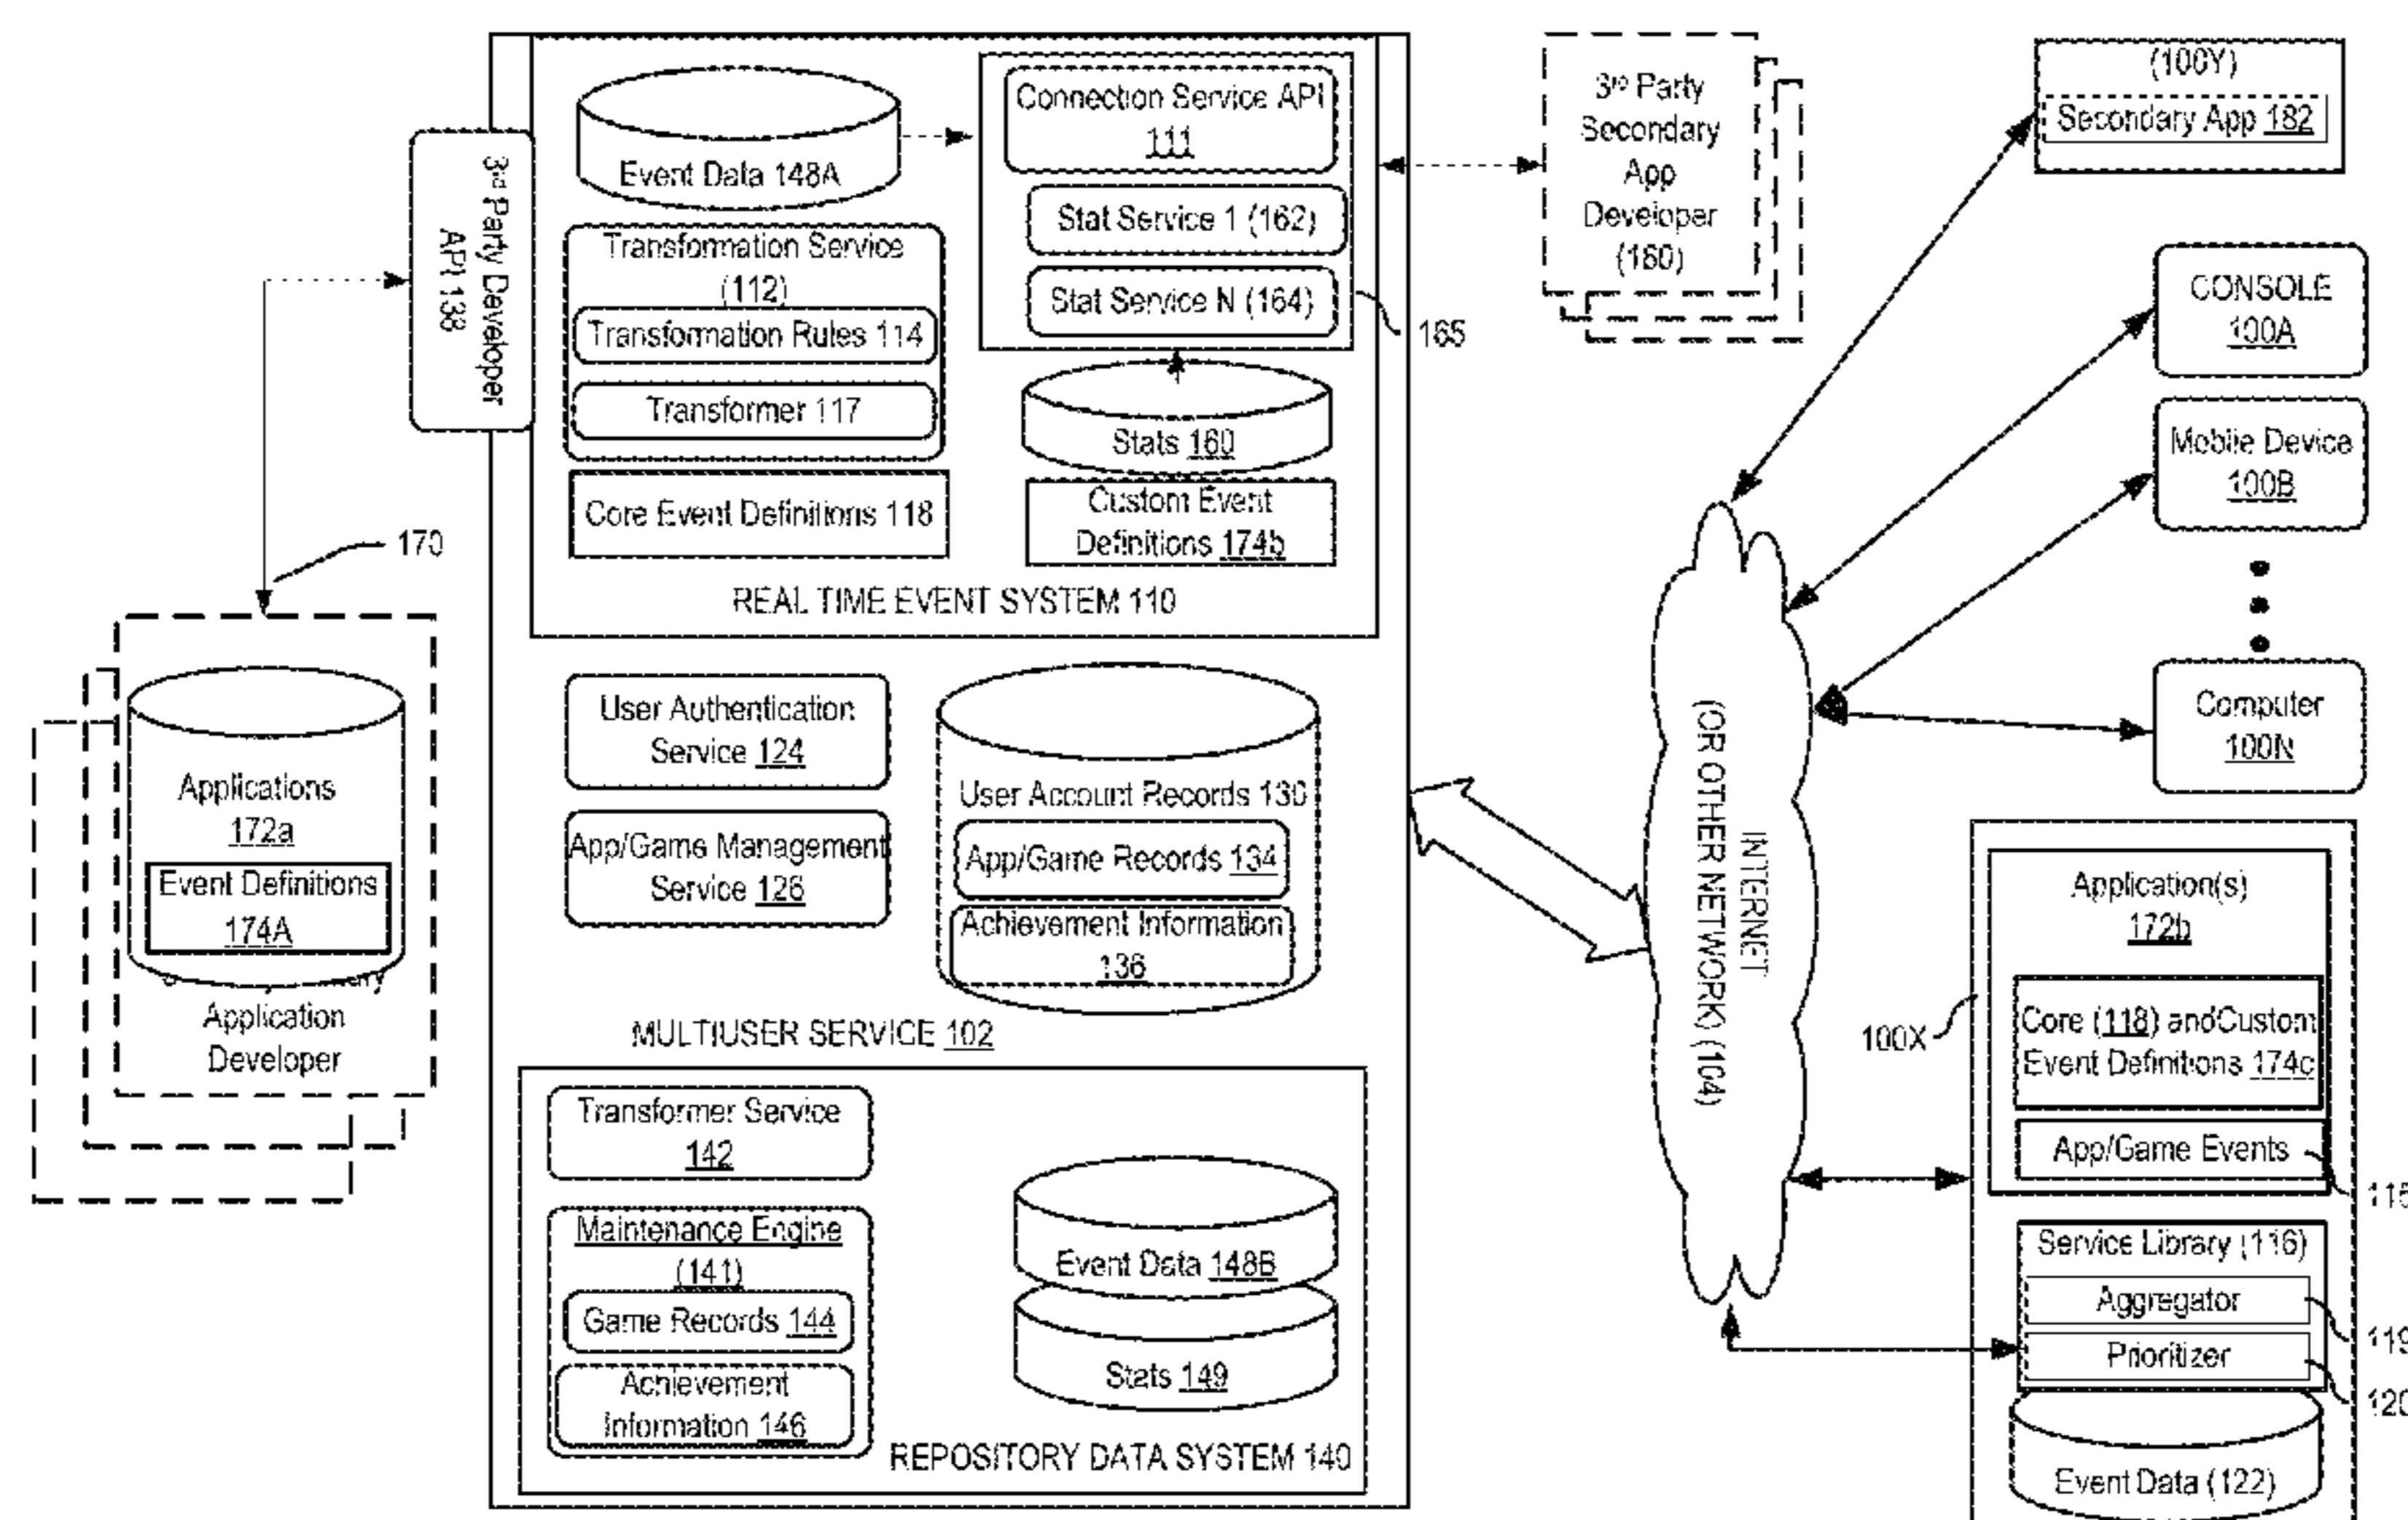 3rd Party Developer
API 138
170
Applications
172a
Event Definitions
174A
Application
Developer
Event Data 148A
Connection Service API
111
Stat Service 1 (162)
Stat Service N (164)
165
Transformation Service
(112)
Transformation Rules 114
Transformer 117
Stats 160
Core Event Definitions 118
Custom Event
Definitions 174b
REAL TIME EVENT SYSTEM 110
User Authentication
Service 124
App/Game Management
Service 126
User Account Records 130
App/Game Records 134
Achievement Information
136
MULTIUSER SERVICE 102
Transformer Service
142
Maintenance Engine
(141)
Game Records 144
Achievement
Information 146
Event Data 148B
Stats 149
REPOSITORY DATA SYSTEM 140
3rd Party
Secondary
App
Developer
(180)
INTERNET
(OR OTHER NETWORK) (104)
(100Y)
Secondary App 182
CONSOLE
100A
Mobile Device
100B
Computer
100N
100X
Application(s)
172b
Core (118) andCustom
Event Definitions 174c
App/Game Events
115
Service Library (116)
Aggregator
119
Prioritizer
120
Event Data (122)